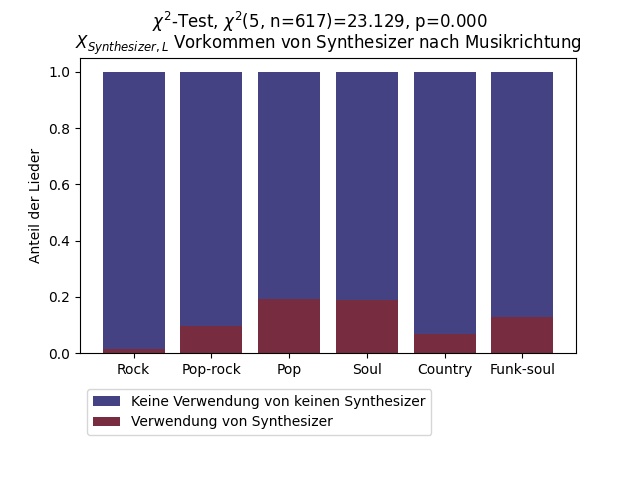 χ²-Test, χ²(5, n=617)=23.129, p=0.000
X_{Synthesizer, L} Vorkommen von Synthesizer nach Musikrichtung
Anteil der Lieder
1.0
0.8
0.6
0.4
0.2
0.0
Rock Pop-rock Pop Soul Country Funk-soul
Keine Verwendung von keinen Synthesizer
Verwendung von Synthesizer